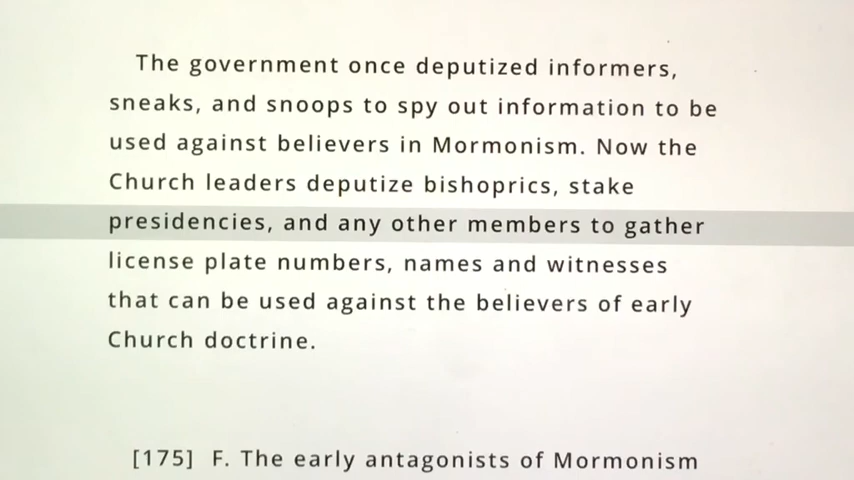 The government once deputized informers,
sneaks, and snoops to spy out information to be
used against believers in Mormonism. Now the
Church leaders deputize bishoprics, stake
presidencies, and any other members to gather
license plate numbers, names and witnesses
that can be used against the believers of early
Church doctrine.
[175] F. The early antagonists of Mormonism